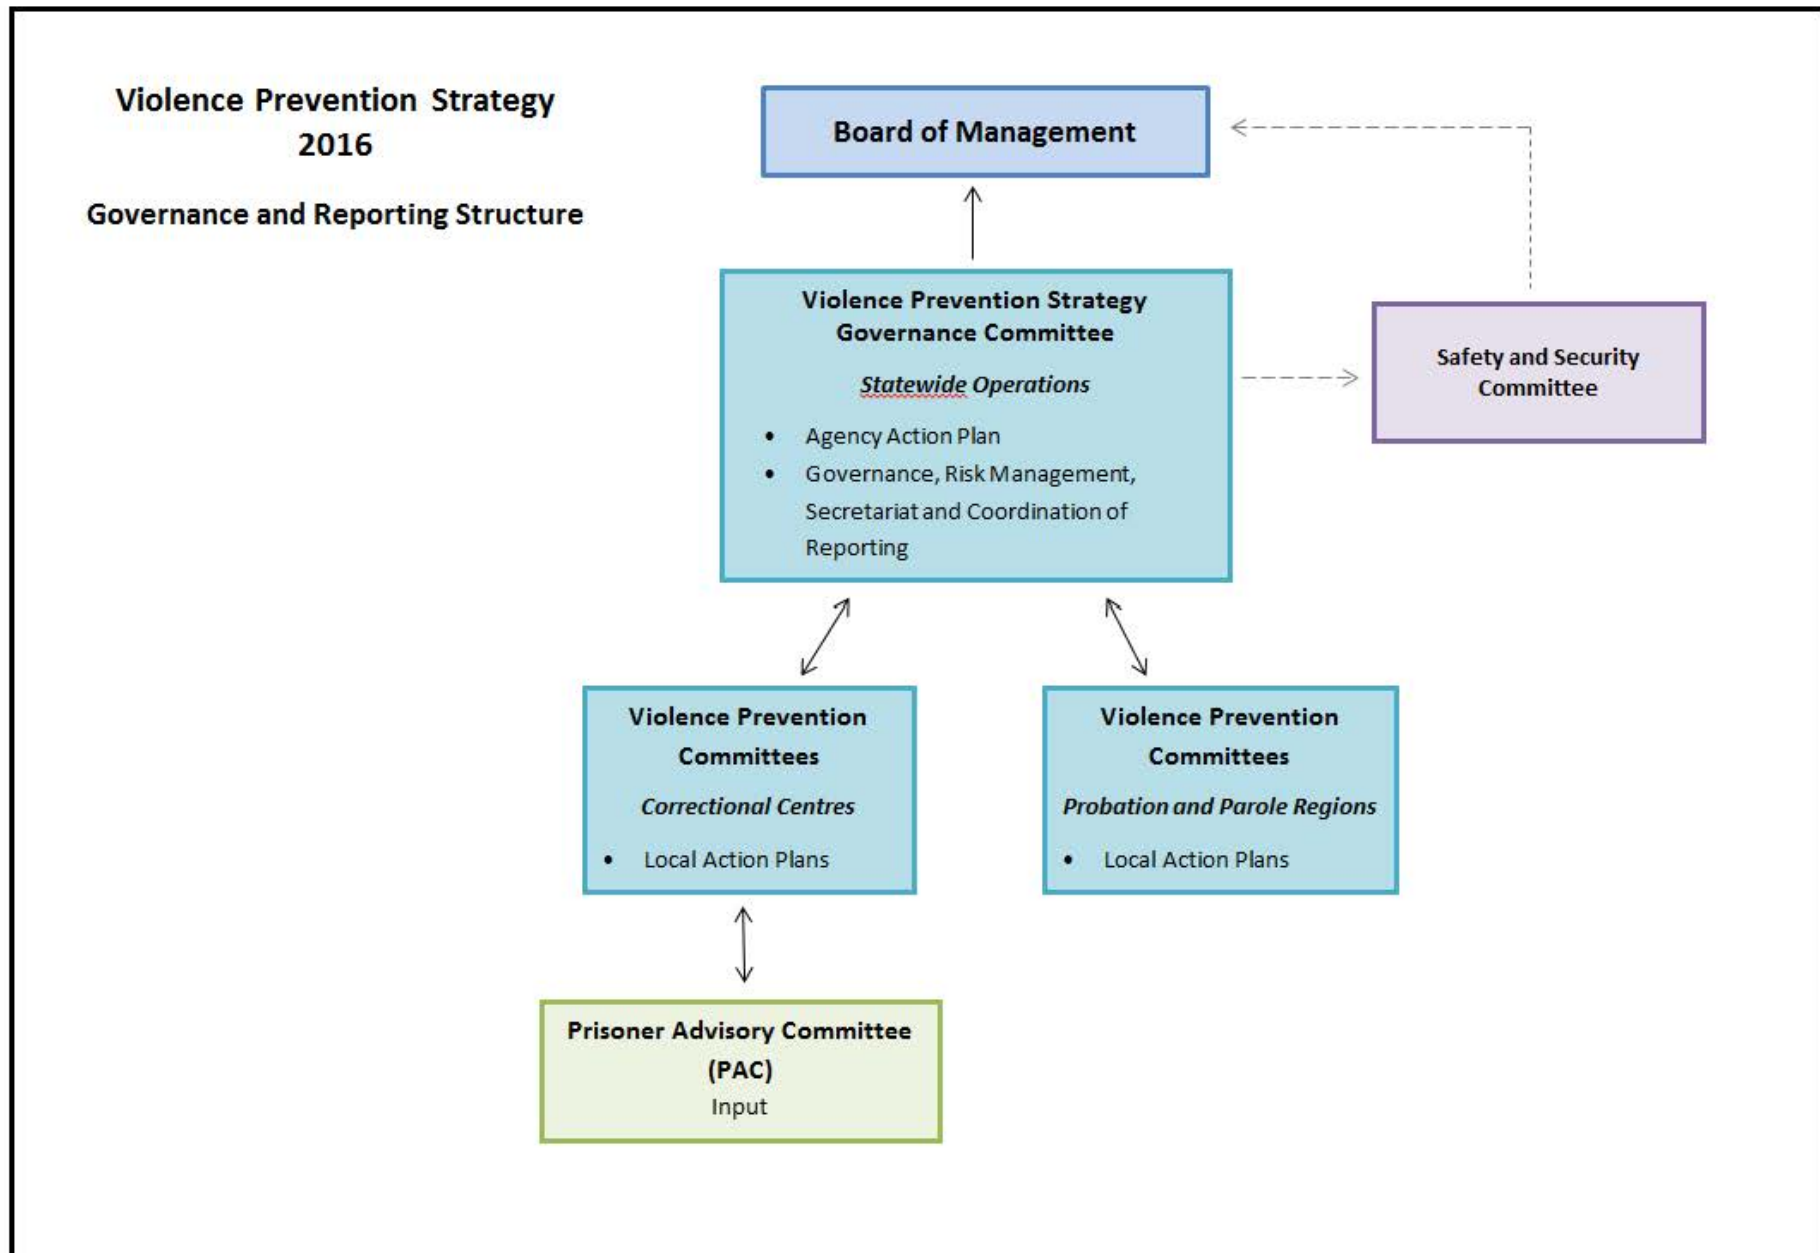 Violence Prevention Strategy
2016
Governance and Reporting Structure
Board of Management
Violence Prevention Strategy
Governance Committee
Statewide Operations
• Agency Action Plan
• Governance, Risk Management,
Secretariat and Coordination of
Reporting
Safety and Security
Committee
Violence Prevention
Committees
Correctional Centres
• Local Action Plans
Violence Prevention
Committees
Probation and Parole Regions
• Local Action Plans
Prisoner Advisory Committee
(PAC)
Input